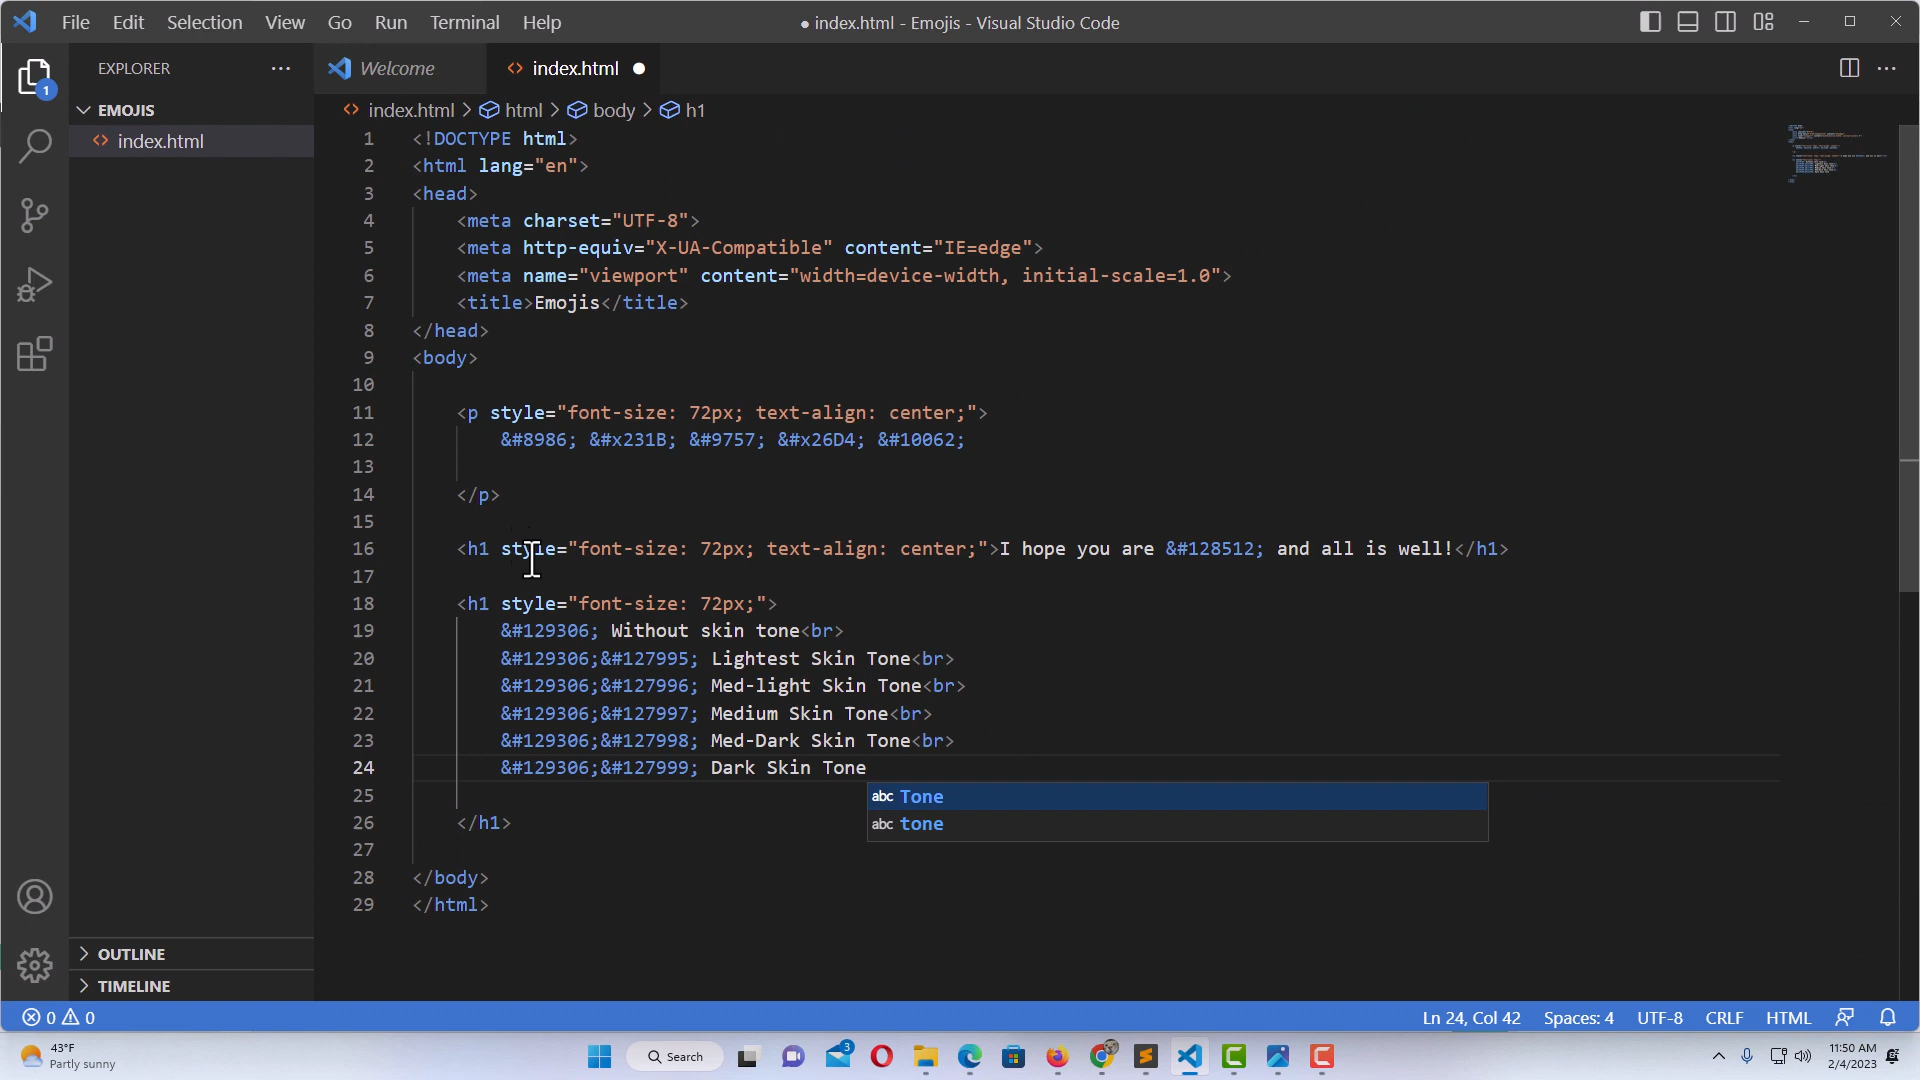 File Edit Selection View Go Run Terminal Help
● index.html - Emojis - Visual Studio Code
EXPLORER
Welcome
index.html
1
EMOJIS
index.html
index.html > html > body > h1
1 <!DOCTYPE html>
2 <html lang="en">
3 <head>
4 <meta charset="UTF-8">
5 <meta http-equiv="X-UA-Compatible" content="IE=edge">
6 <meta name="viewport" content="width=device-width, initial-scale=1.0">
7 <title>Emojis</title>
8 </head>
9 <body>
10
11 <p style="font-size: 72px; text-align: center;">
12 &#8986; &#x231B; &#9757; &#x26D4; &#10062;
13
14 </p>
15
16 <h1 style="font-size: 72px; text-align: center;">I hope you are &#128512; and all is well!</h1>
17
18 <h1 style="font-size: 72px;">
19 &#129306; Without skin tone<br>
20 &#129306;&#127995; Lightest Skin Tone<br>
21 &#129306;&#127996; Med-light Skin Tone<br>
22 &#129306;&#127997; Medium Skin Tone<br>
23 &#129306;&#127998; Med-Dark Skin Tone<br>
24 &#129306;&#127999; Dark Skin Tone
25
abc Tone
abc tone
26 </h1>
27
28 </body>
29 </html>
OUTLINE
TIMELINE
0 0
Ln 24, Col 42 Spaces: 4 UTF-8 CRLF HTML
43°F
Partly sunny
Search
3
11:50 AM
2/4/2023